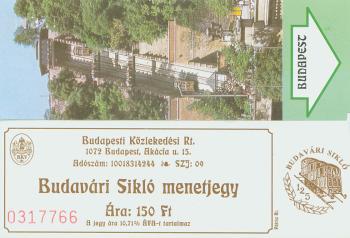 BUDAPEST
BKV
Budapesti Közlekedési Rt.
1072 Budapest, Akácfa u. 15.
Adószám: 10018314244 SZJ: 09
Budavári Sikló menetjegy
0317766
Ára: 150 Ft
A jegy ára 10,71% ÁFA-t tartalmaz
BUDAVÁRI SIKLÓ